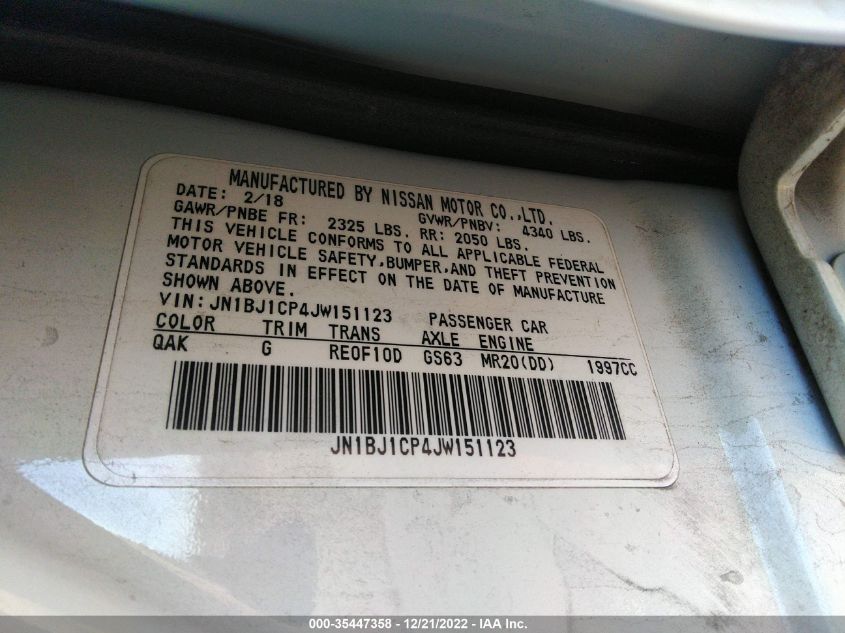 MANUFACTURED BY NISSAN MOTOR CO.,LTD.
DATE: 2/18 GVWR/PNBV: 4340 LBS.
GAWR/PNBE FR: 2325 LBS. RR: 2050 LBS.
THIS VEHICLE CONFORMS TO ALL APPLICABLE FEDERAL
MOTOR VEHICLE SAFETY,BUMPER,AND THEFT PREVENTION
STANDARDS IN EFFECT ON THE DATE OF MANUFACTURE
SHOWN ABOVE.
VIN:JN1BJ1CP4JW151123 PASSENGER CAR
COLOR TRIM TRANS AXLE ENGINE
QAK G RE0F10D GS63 MR20(DD) 1997CC
JN1BJ1CP4JW151123
000-35447358 - 12/21/2022 - IAA Inc.